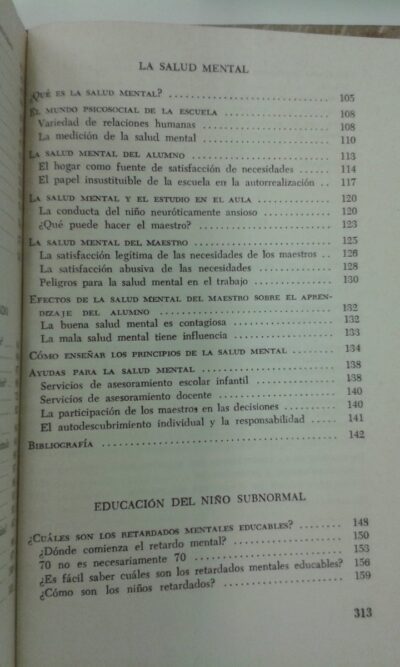 LA SALUD MENTAL
¿QUÉ ES LA SALUD MENTAL? .......... 105
EL MUNDO PSICOSOCIAL DE LA ESCUELA .......... 108
Variedad de relaciones humanas .......... 108
La medición de la salud mental .......... 110
LA SALUD MENTAL DEL ALUMNO .......... 113
El hogar como fuente de satisfacción de necesidades ..... 114
El papel insustituible de la escuela en la autorrealización .. 117
LA SALUD MENTAL Y EL ESTUDIO EN EL AULA .......... 120
La conducta del niño neuróticamente ansioso .......... 120
¿Qué puede hacer el maestro? .......... 123
LA SALUD MENTAL DEL MAESTRO .......... 125
La satisfacción legítima de las necesidades de los maestros .. 126
La satisfacción abusiva de las necesidades .......... 128
Peligros para la salud mental en el trabajo .......... 130
EFECTOS DE LA SALUD MENTAL DEL MAESTRO SOBRE EL APREN-
DIZAJE DEL ALUMNO .......... 132
La buena salud mental es contagiosa .......... 132
La mala salud mental tiene influencia .......... 133
CÓMO ENSEÑAR LOS PRINCIPIOS DE LA SALUD MENTAL .......... 134
AYUDAS PARA LA SALUD MENTAL .......... 138
Servicios de asesoramiento escolar infantil .......... 138
Servicios de asesoramiento docente .......... 140
La participación de los maestros en las decisiones .......... 140
El autodescubrimiento individual y la responsabilidad .... 141
BIBLIOGRAFÍA .......... 142
EDUCACIÓN DEL NIÑO SUBNORMAL
¿CUÁLES SON LOS RETARDADOS MENTALES EDUCABLES? ........ 148
¿Dónde comienza el retardo mental? .......... 150
70 no es necesariamente 70 .......... 153
¿Es fácil saber cuáles son los retardados mentales educables? 156
¿Cómo son los niños retardados? .......... 159
313